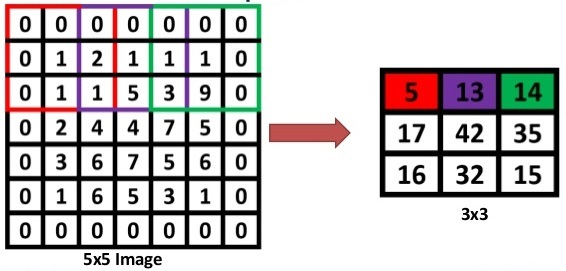 0 0 0 0 0 0 0
0 1 2 1 1 1 0
0 1 1 5 3 9 0
0 2 4 4 7 5 0
0 3 6 7 5 6 0
0 1 6 5 3 1 0
0 0 0 0 0 0 0
5x5 Image
5 13 14
17 42 35
16 32 15
3x3